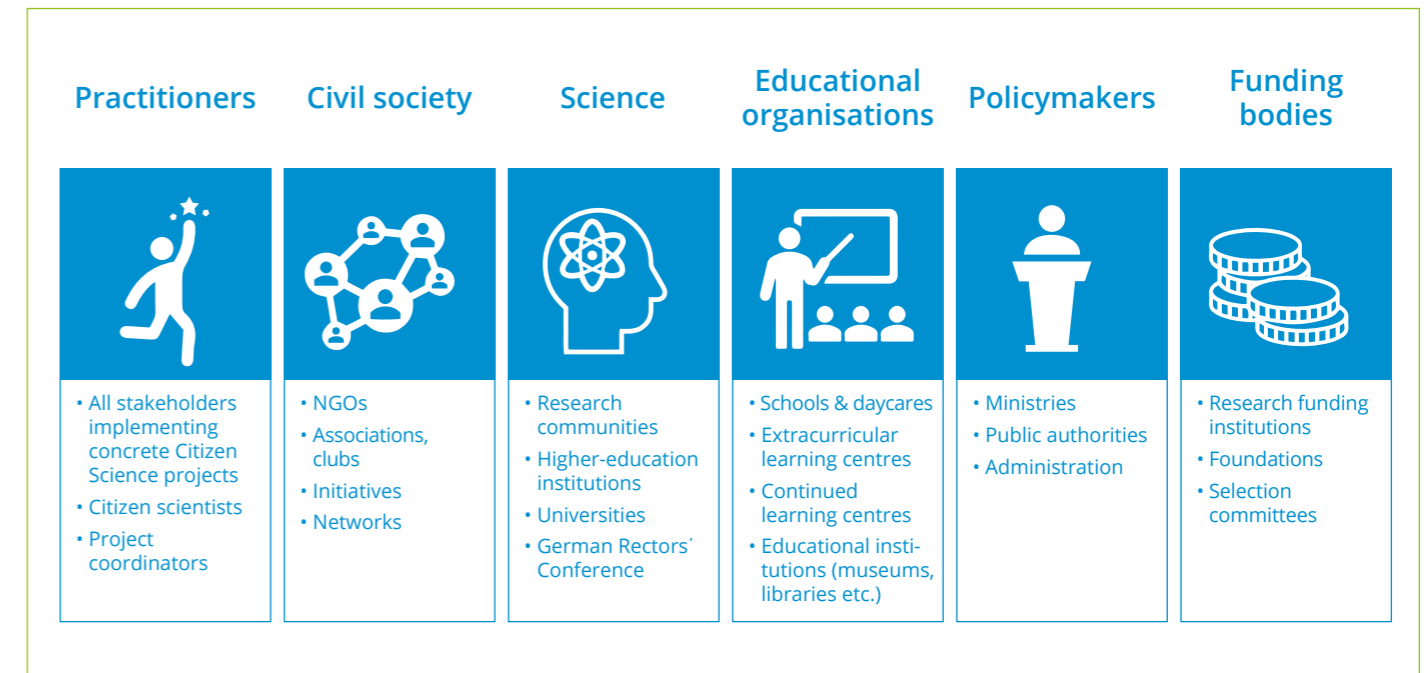 Practitioners
Civil society
Science
Educational
organisations
Policymakers
Funding
bodies
• All stakeholders
implementing
concrete Citizen
Science projects
• Citizen scientists
• Project
coordinators
• NGOs
• Associations,
clubs
• Initiatives
• Networks
• Research
communities
• Higher-education
institutions
• Universities
• German Rectors´
Conference
• Schools & daycares
• Extracurricular
learning centres
• Continued
learning centres
• Educational insti-
tutions (museums,
libraries etc.)
• Ministries
• Public authorities
• Administration
• Research funding
institutions
• Foundations
• Selection
committees